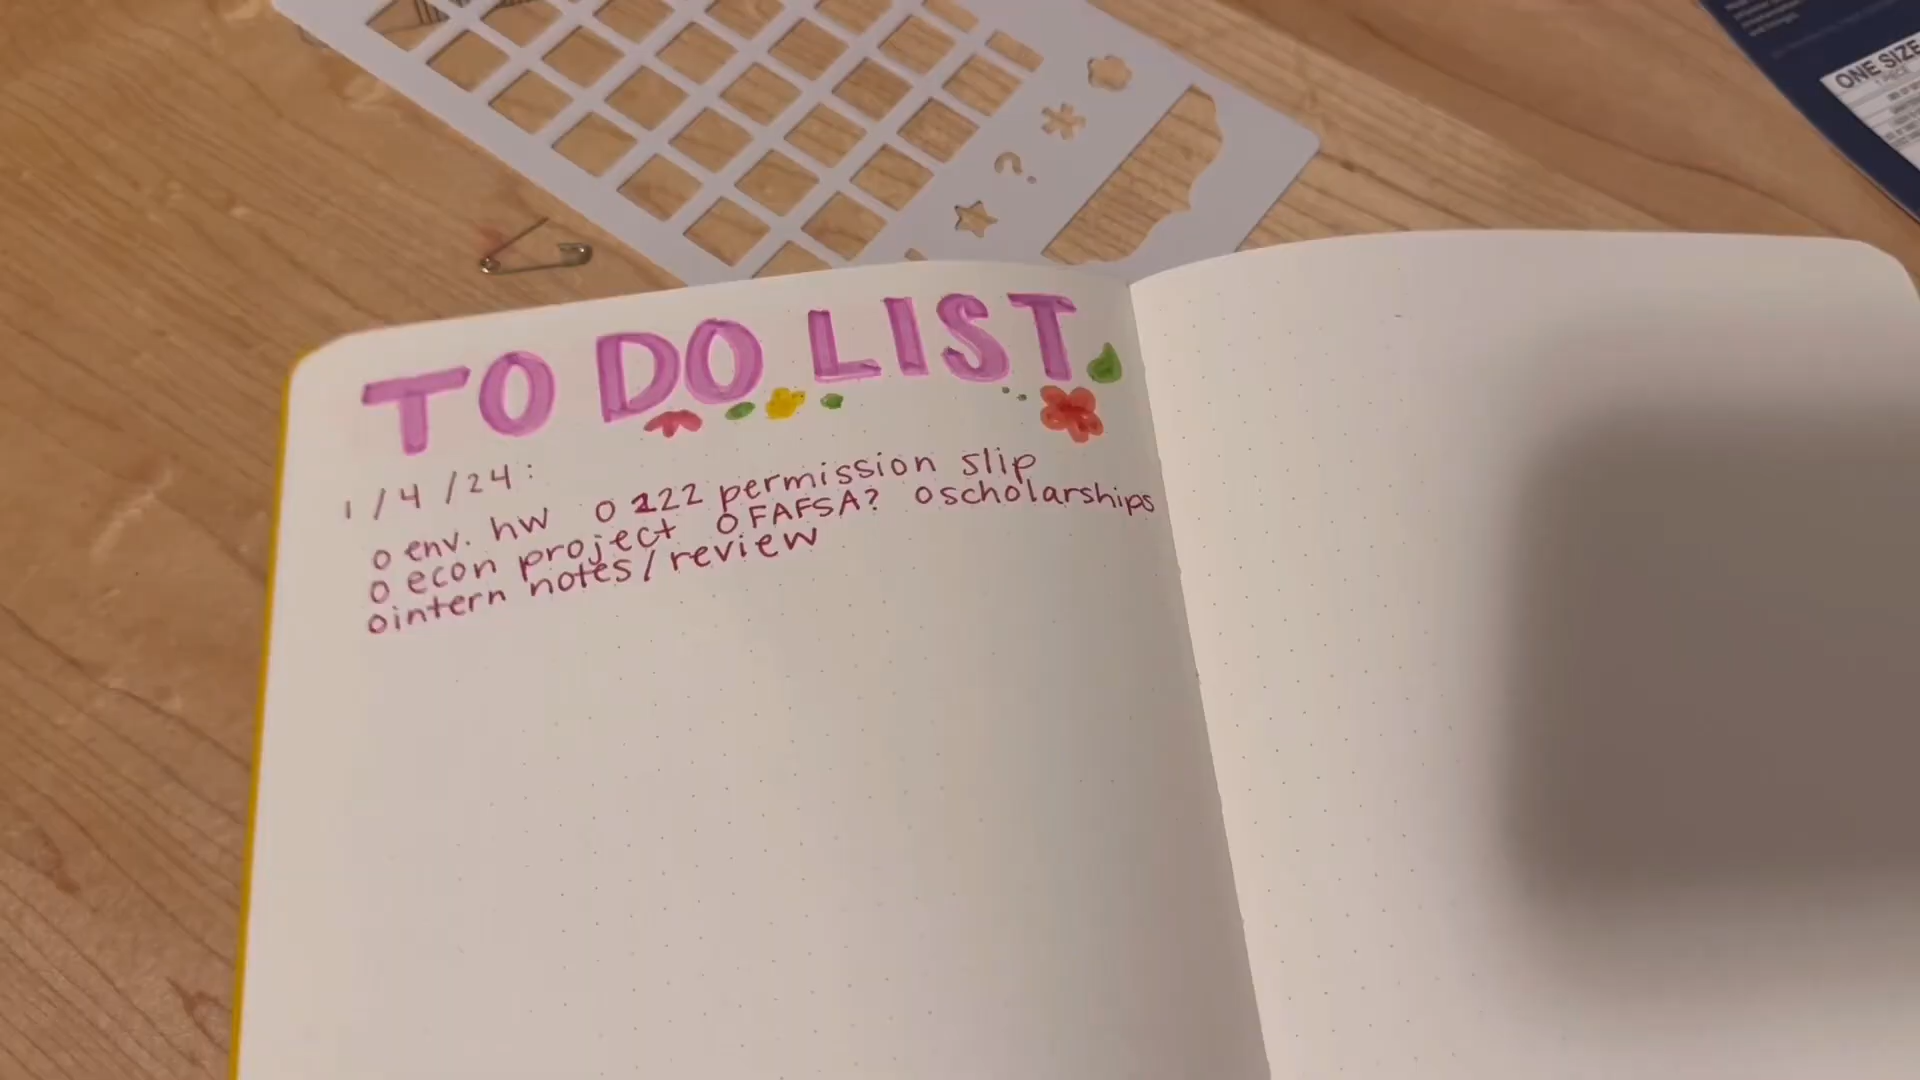 TO DO LIST
1/4/24:
o env. hw o 122 permission slip
o econ project o FAFSA? o scholarships
o intern notes/review
ONE SIZE